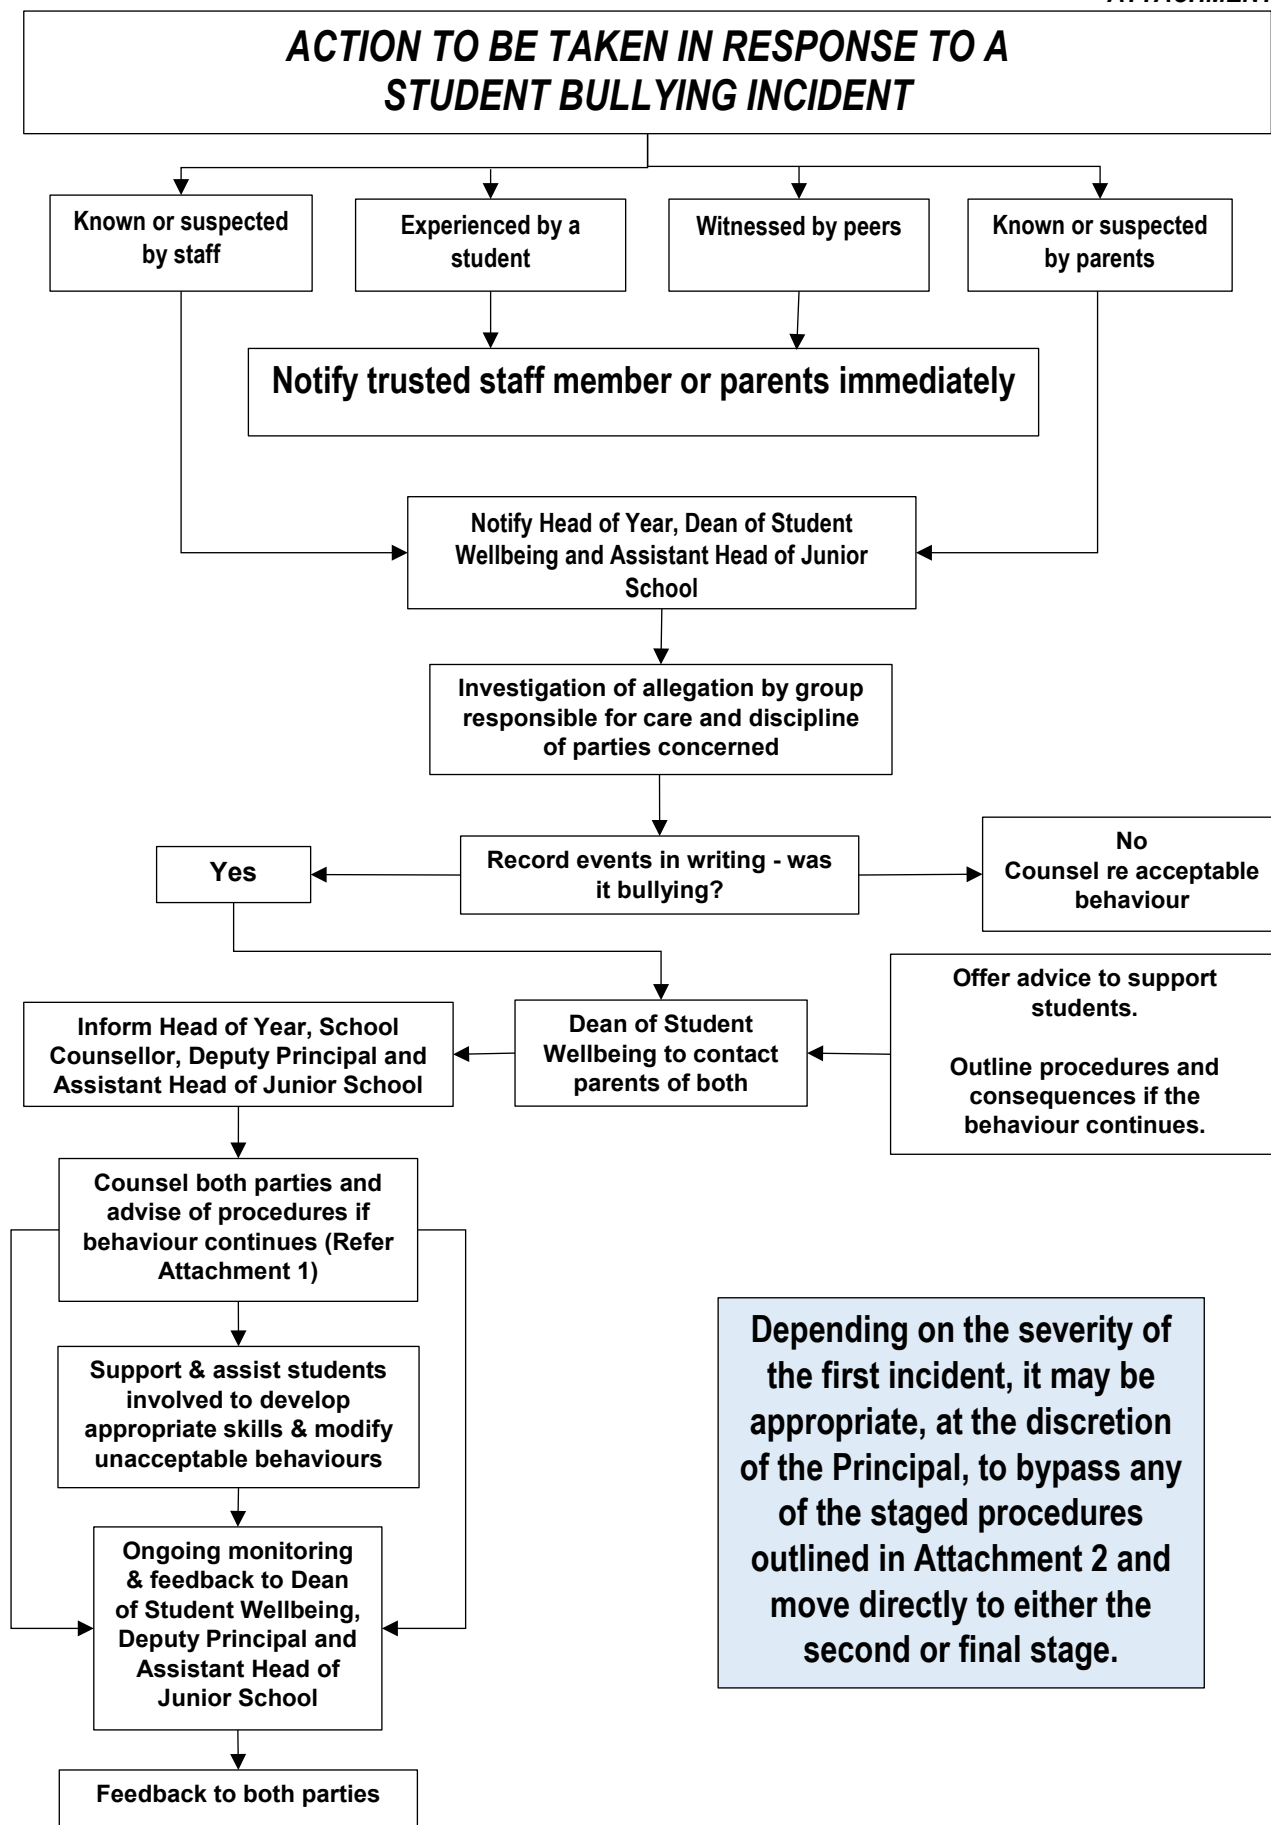 ATTACHMENT
ACTION TO BE TAKEN IN RESPONSE TO A
STUDENT BULLYING INCIDENT
Known or suspected
by staff
Experienced by a
student
Witnessed by peers
Known or suspected
by parents
Notify trusted staff member or parents immediately
Notify Head of Year, Dean of Student
Wellbeing and Assistant Head of Junior
School
Investigation of allegation by group
responsible for care and discipline
of parties concerned
Yes
Record events in writing - was
it bullying?
No
Counsel re acceptable
behaviour
Inform Head of Year, School
Counsellor, Deputy Principal and
Assistant Head of Junior School
Dean of Student
Wellbeing to contact
parents of both
Offer advice to support
students.
Outline procedures and
consequences if the
behaviour continues.
Counsel both parties and
advise of procedures if
behaviour continues (Refer
Attachment 1)
Support & assist students
involved to develop
appropriate skills & modify
unacceptable behaviours
Ongoing monitoring
& feedback to Dean
of Student Wellbeing,
Deputy Principal and
Assistant Head of
Junior School
Feedback to both parties
Depending on the severity of
the first incident, it may be
appropriate, at the discretion
of the Principal, to bypass any
of the staged procedures
outlined in Attachment 2 and
move directly to either the
second or final stage.